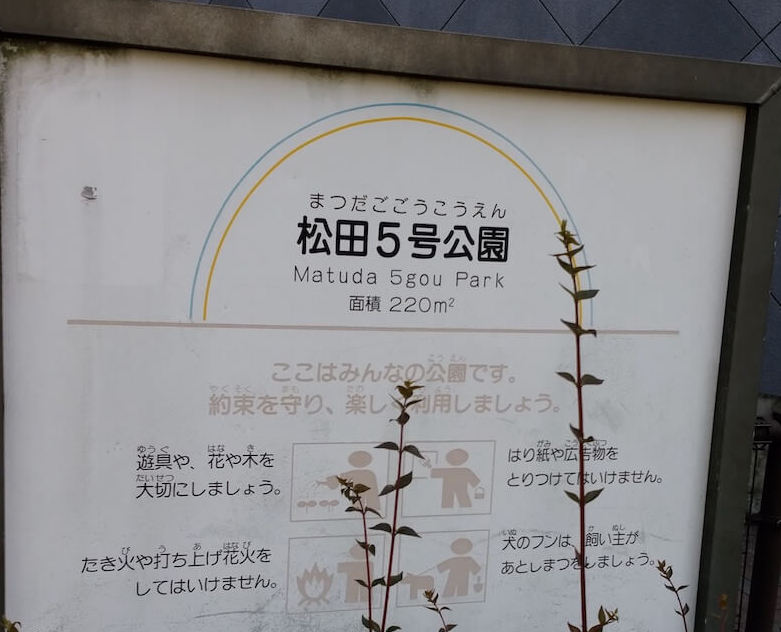 まつだごごうこうえん
松田5号公園
Matuda 5gou Park
面積 220m²
ここはみんなの公園です。
約束を守り、楽しく利用しましょう。
遊具や、花や木を
大切にしましょう。
はり紙や広告物を
とりつけてはいけません。
たき火や打ち上げ花火を
してはいけません。
犬のフンは、飼い主が
あとしまつをしましょう。